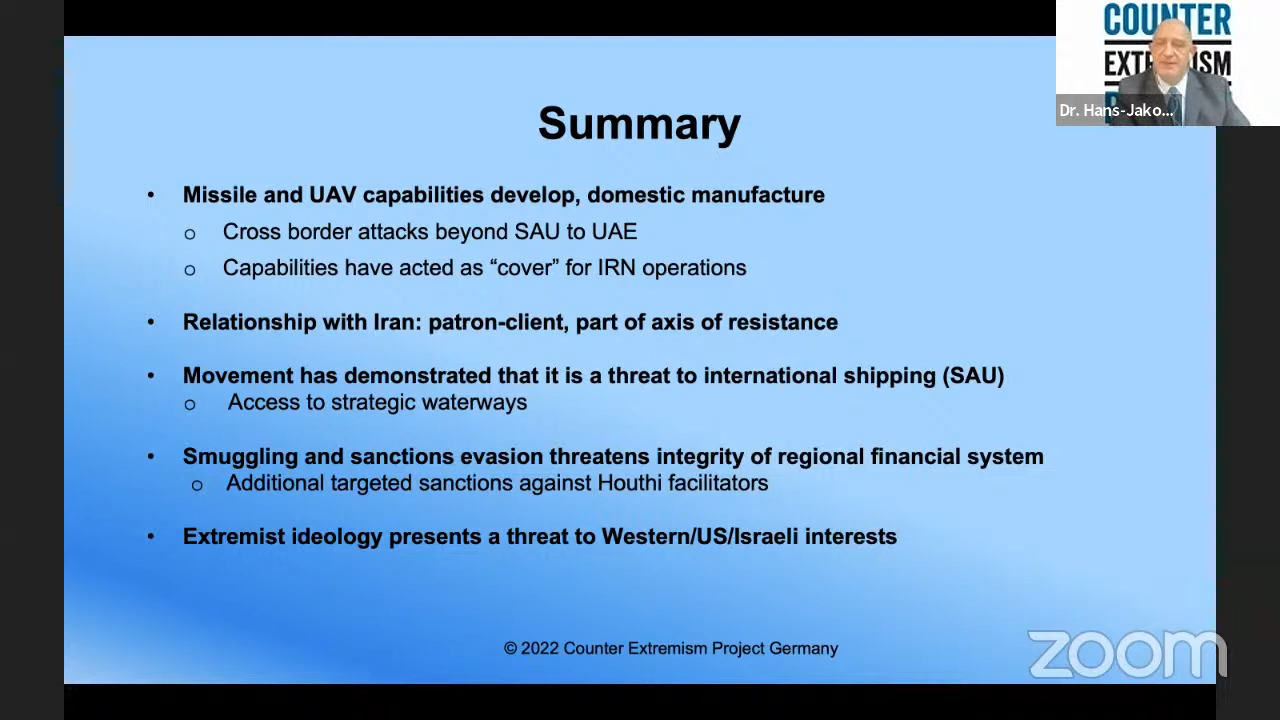 COUNTER
EXTREMISM
Dr. Hans-Jako...
Summary
• Missile and UAV capabilities develop, domestic manufacture
o Cross border attacks beyond SAU to UAE
o Capabilities have acted as “cover” for IRN operations
• Relationship with Iran: patron-client, part of axis of resistance
• Movement has demonstrated that it is a threat to international shipping (SAU)
o Access to strategic waterways
• Smuggling and sanctions evasion threatens integrity of regional financial system
o Additional targeted sanctions against Houthi facilitators
• Extremist ideology presents a threat to Western/US/Israeli interests
© 2022 Counter Extremism Project Germany
zoom